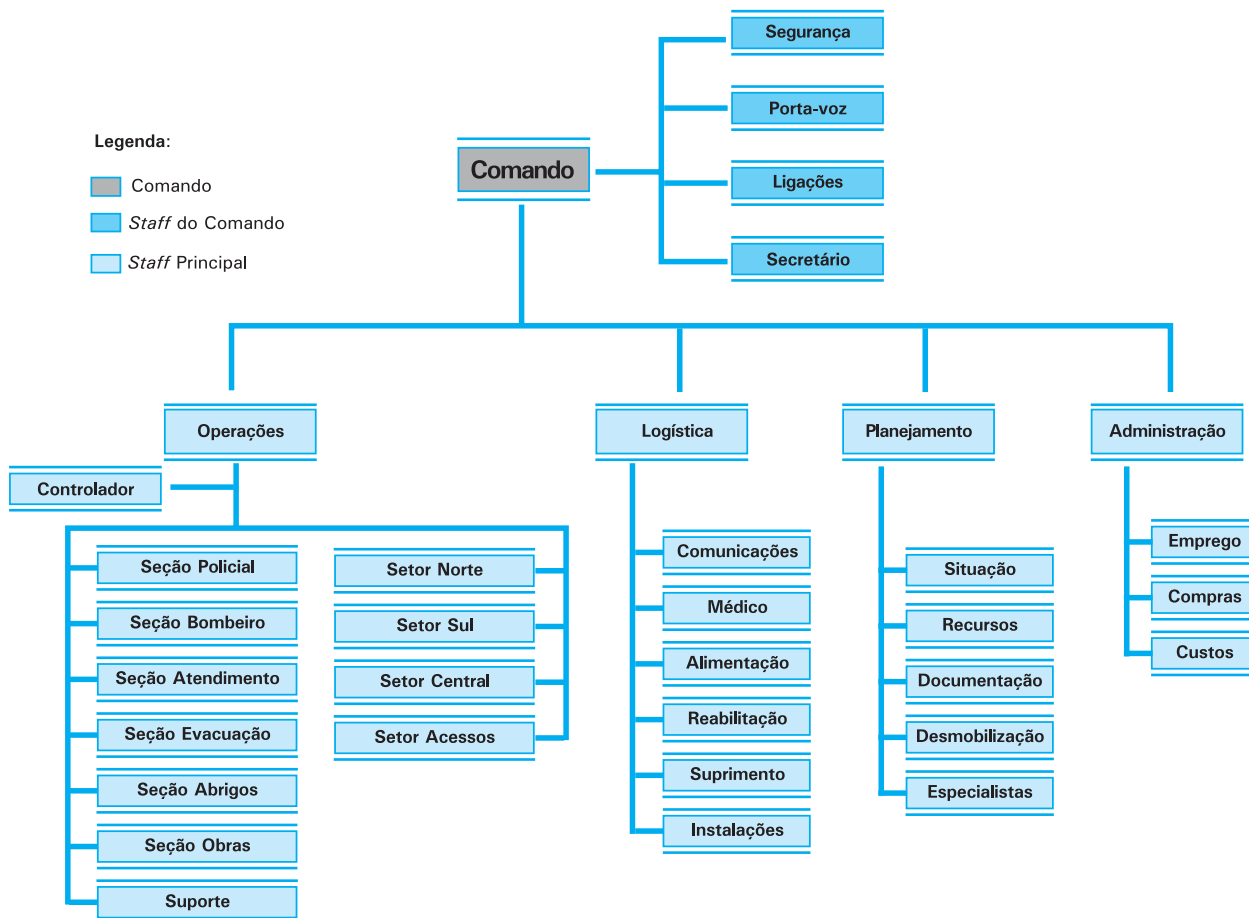 Segurança
Porta-voz
Ligações
Secretário
Comando
Legenda:
Comando
Staff do Comando
Staff Principal
Operações
Logística
Planejamento
Administração
Controlador
Seção Policial
Seção Bombeiro
Seção Atendimento
Seção Evacuação
Seção Abrigos
Seção Obras
Suporte
Setor Norte
Setor Sul
Setor Central
Setor Acessos
Comunicações
Médico
Alimentação
Reabilitação
Suprimento
Instalações
Situação
Recursos
Documentação
Desmobilização
Especialistas
Emprego
Compras
Custos